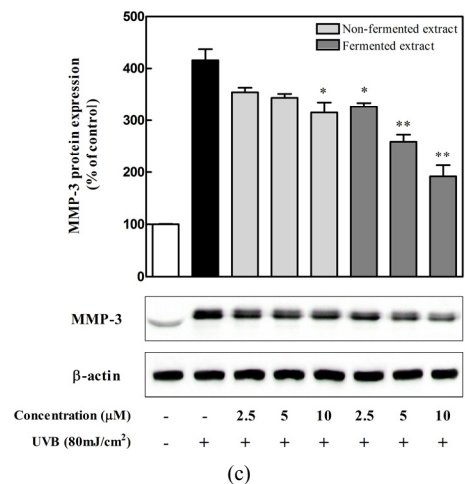 500
400
300
200
100
0
MMP-3 protein expression
(% of control)
Non-fermented extract
Fermented extract
*
*
**
**
MMP-3
β-actin
Concentration (μM) - - 2.5 5 10 2.5 5 10
UVB (80mJ/cm²) - + + + + + + +
(c)